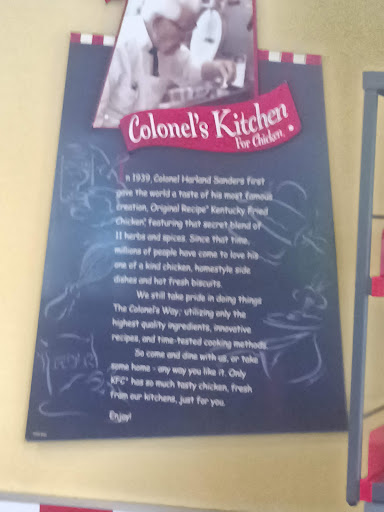 Colonel's Kitchen
For Chicken
n 1939, Colonel Harland Sanders first
gave the world a taste of his most famous
creation, Original Recipe® Kentucky Fried
Chicken®, featuring that secret blend of
11 herbs and spices. Since that time,
millions of people have come to love his
one of a kind chicken, homestyle side
dishes and hot fresh biscuits.
We still take pride in doing things
The Colonel's Way; utilizing only the
highest quality ingredients, innovative
recipes, and time-tested cooking methods.
So come and dine with us, or take
some home - any way you like it. Only
KFC® has so much tasty chicken, fresh
from our kitchens, just for you.
Enjoy!